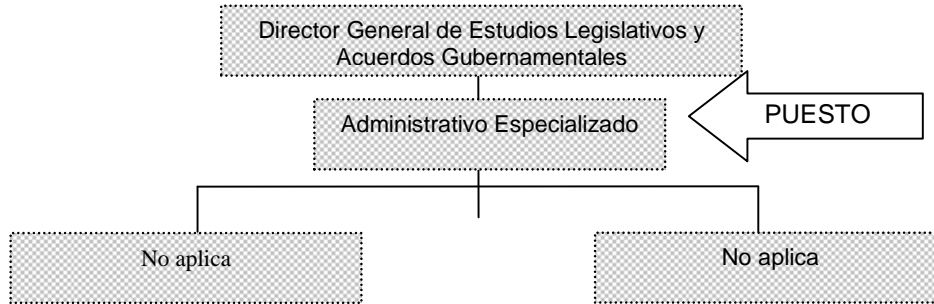 Director General de Estudios Legislativos y
Acuerdos Gubernamentales
Administrativo Especializado
PUESTO
No aplica
No aplica